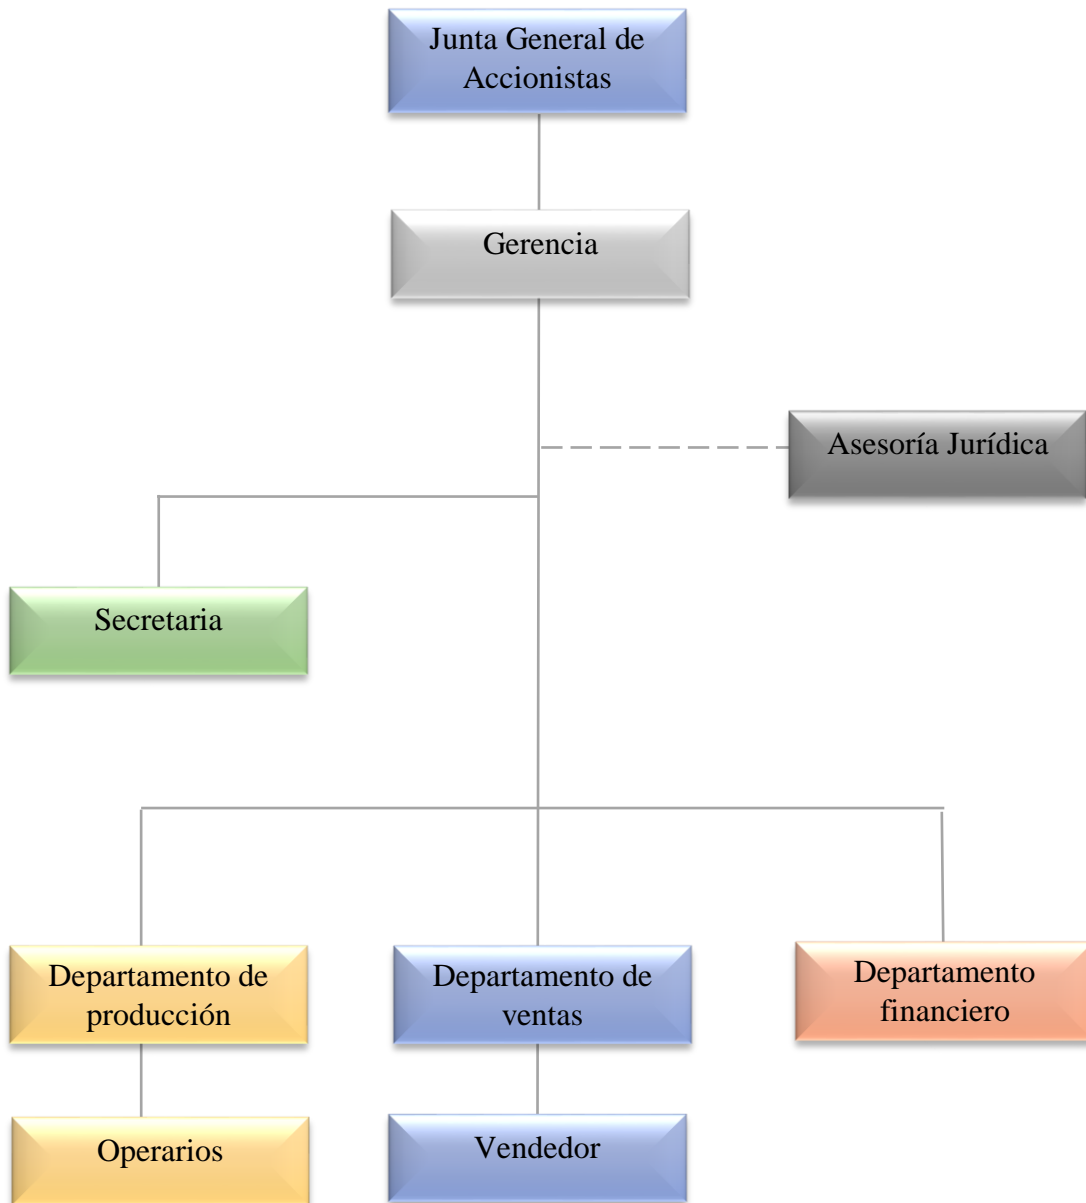 Junta General de
Accionistas
Gerencia
Asesoría Jurídica
Secretaria
Departamento de
producción
Departamento de
ventas
Departamento
financiero
Operarios
Vendedor